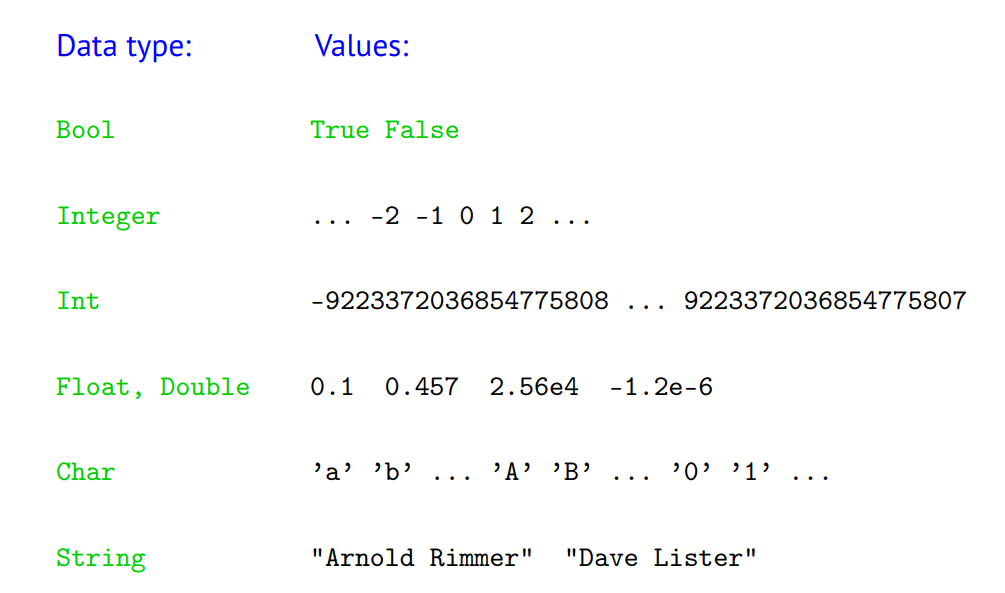 Data type: Values:
Bool True False
Integer ... -2 -1 0 1 2 ...
Int -9223372036854775808 ... 9223372036854775807
Float, Double 0.1 0.457 2.56e4 -1.2e-6
Char ’a’ ’b’ ... ’A’ ’B’ ... ’0’ ’1’ ...
String "Arnold Rimmer" "Dave Lister"